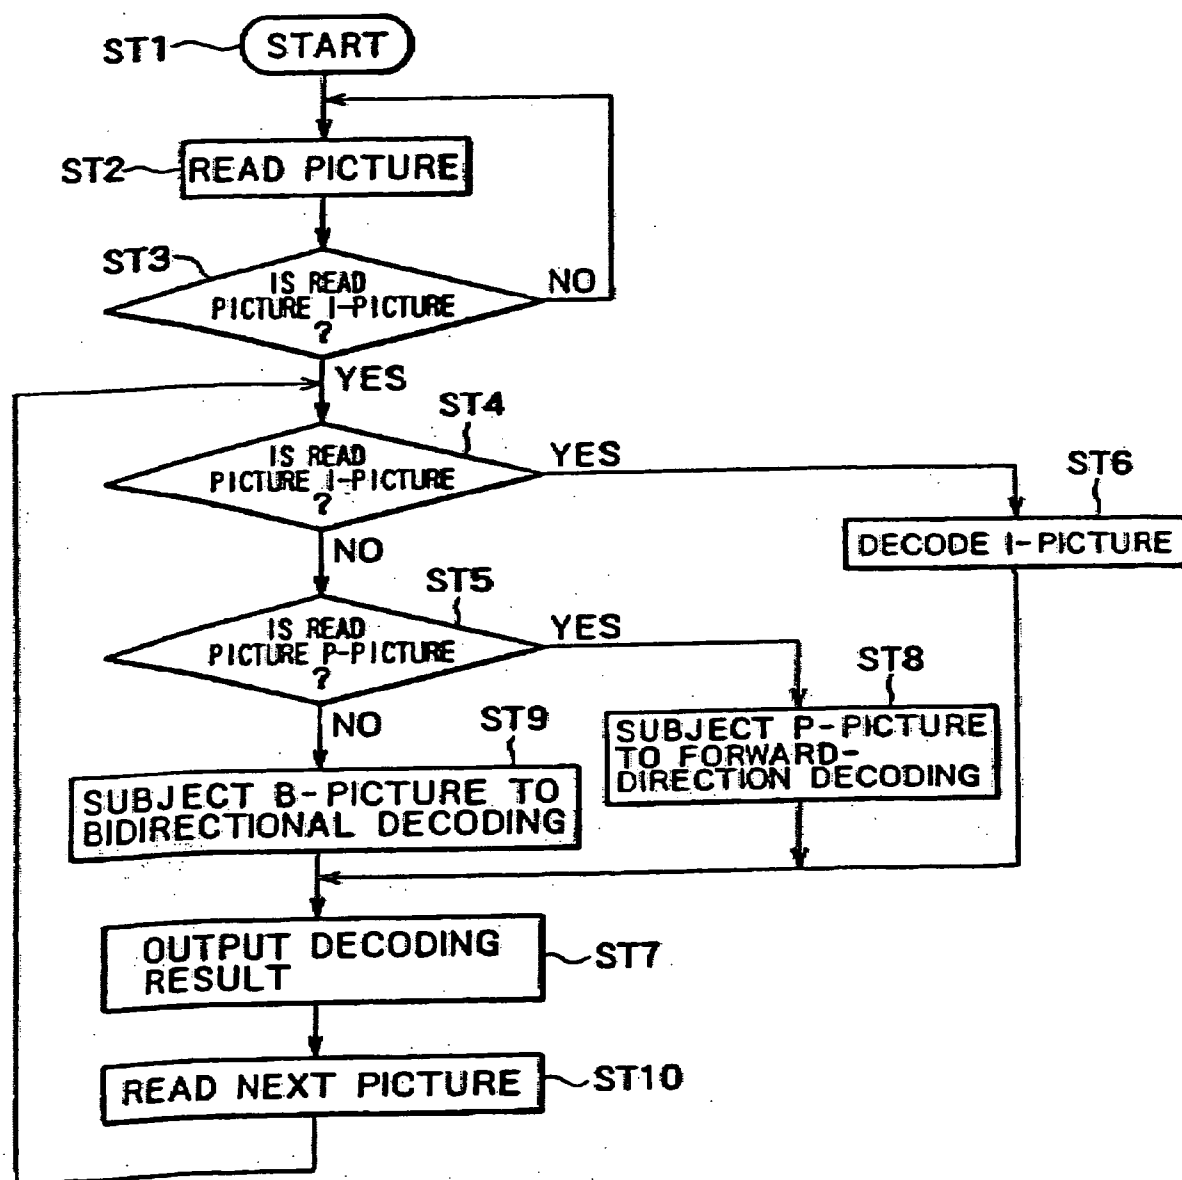 ST1
START
ST2
READ PICTURE
ST3
IS READ
PICTURE I-PICTURE
?
NO
YES
ST4
IS READ
PICTURE I-PICTURE
?
YES
ST6
DECODE I-PICTURE
NO
ST5
IS READ
PICTURE P-PICTURE
?
YES
ST8
SUBJECT P-PICTURE
TO FORWARD-
DIRECTION DECODING
NO
ST9
SUBJECT B-PICTURE TO
BIDIRECTIONAL DECODING
OUTPUT DECODING
RESULT
ST7
READ NEXT PICTURE
ST10